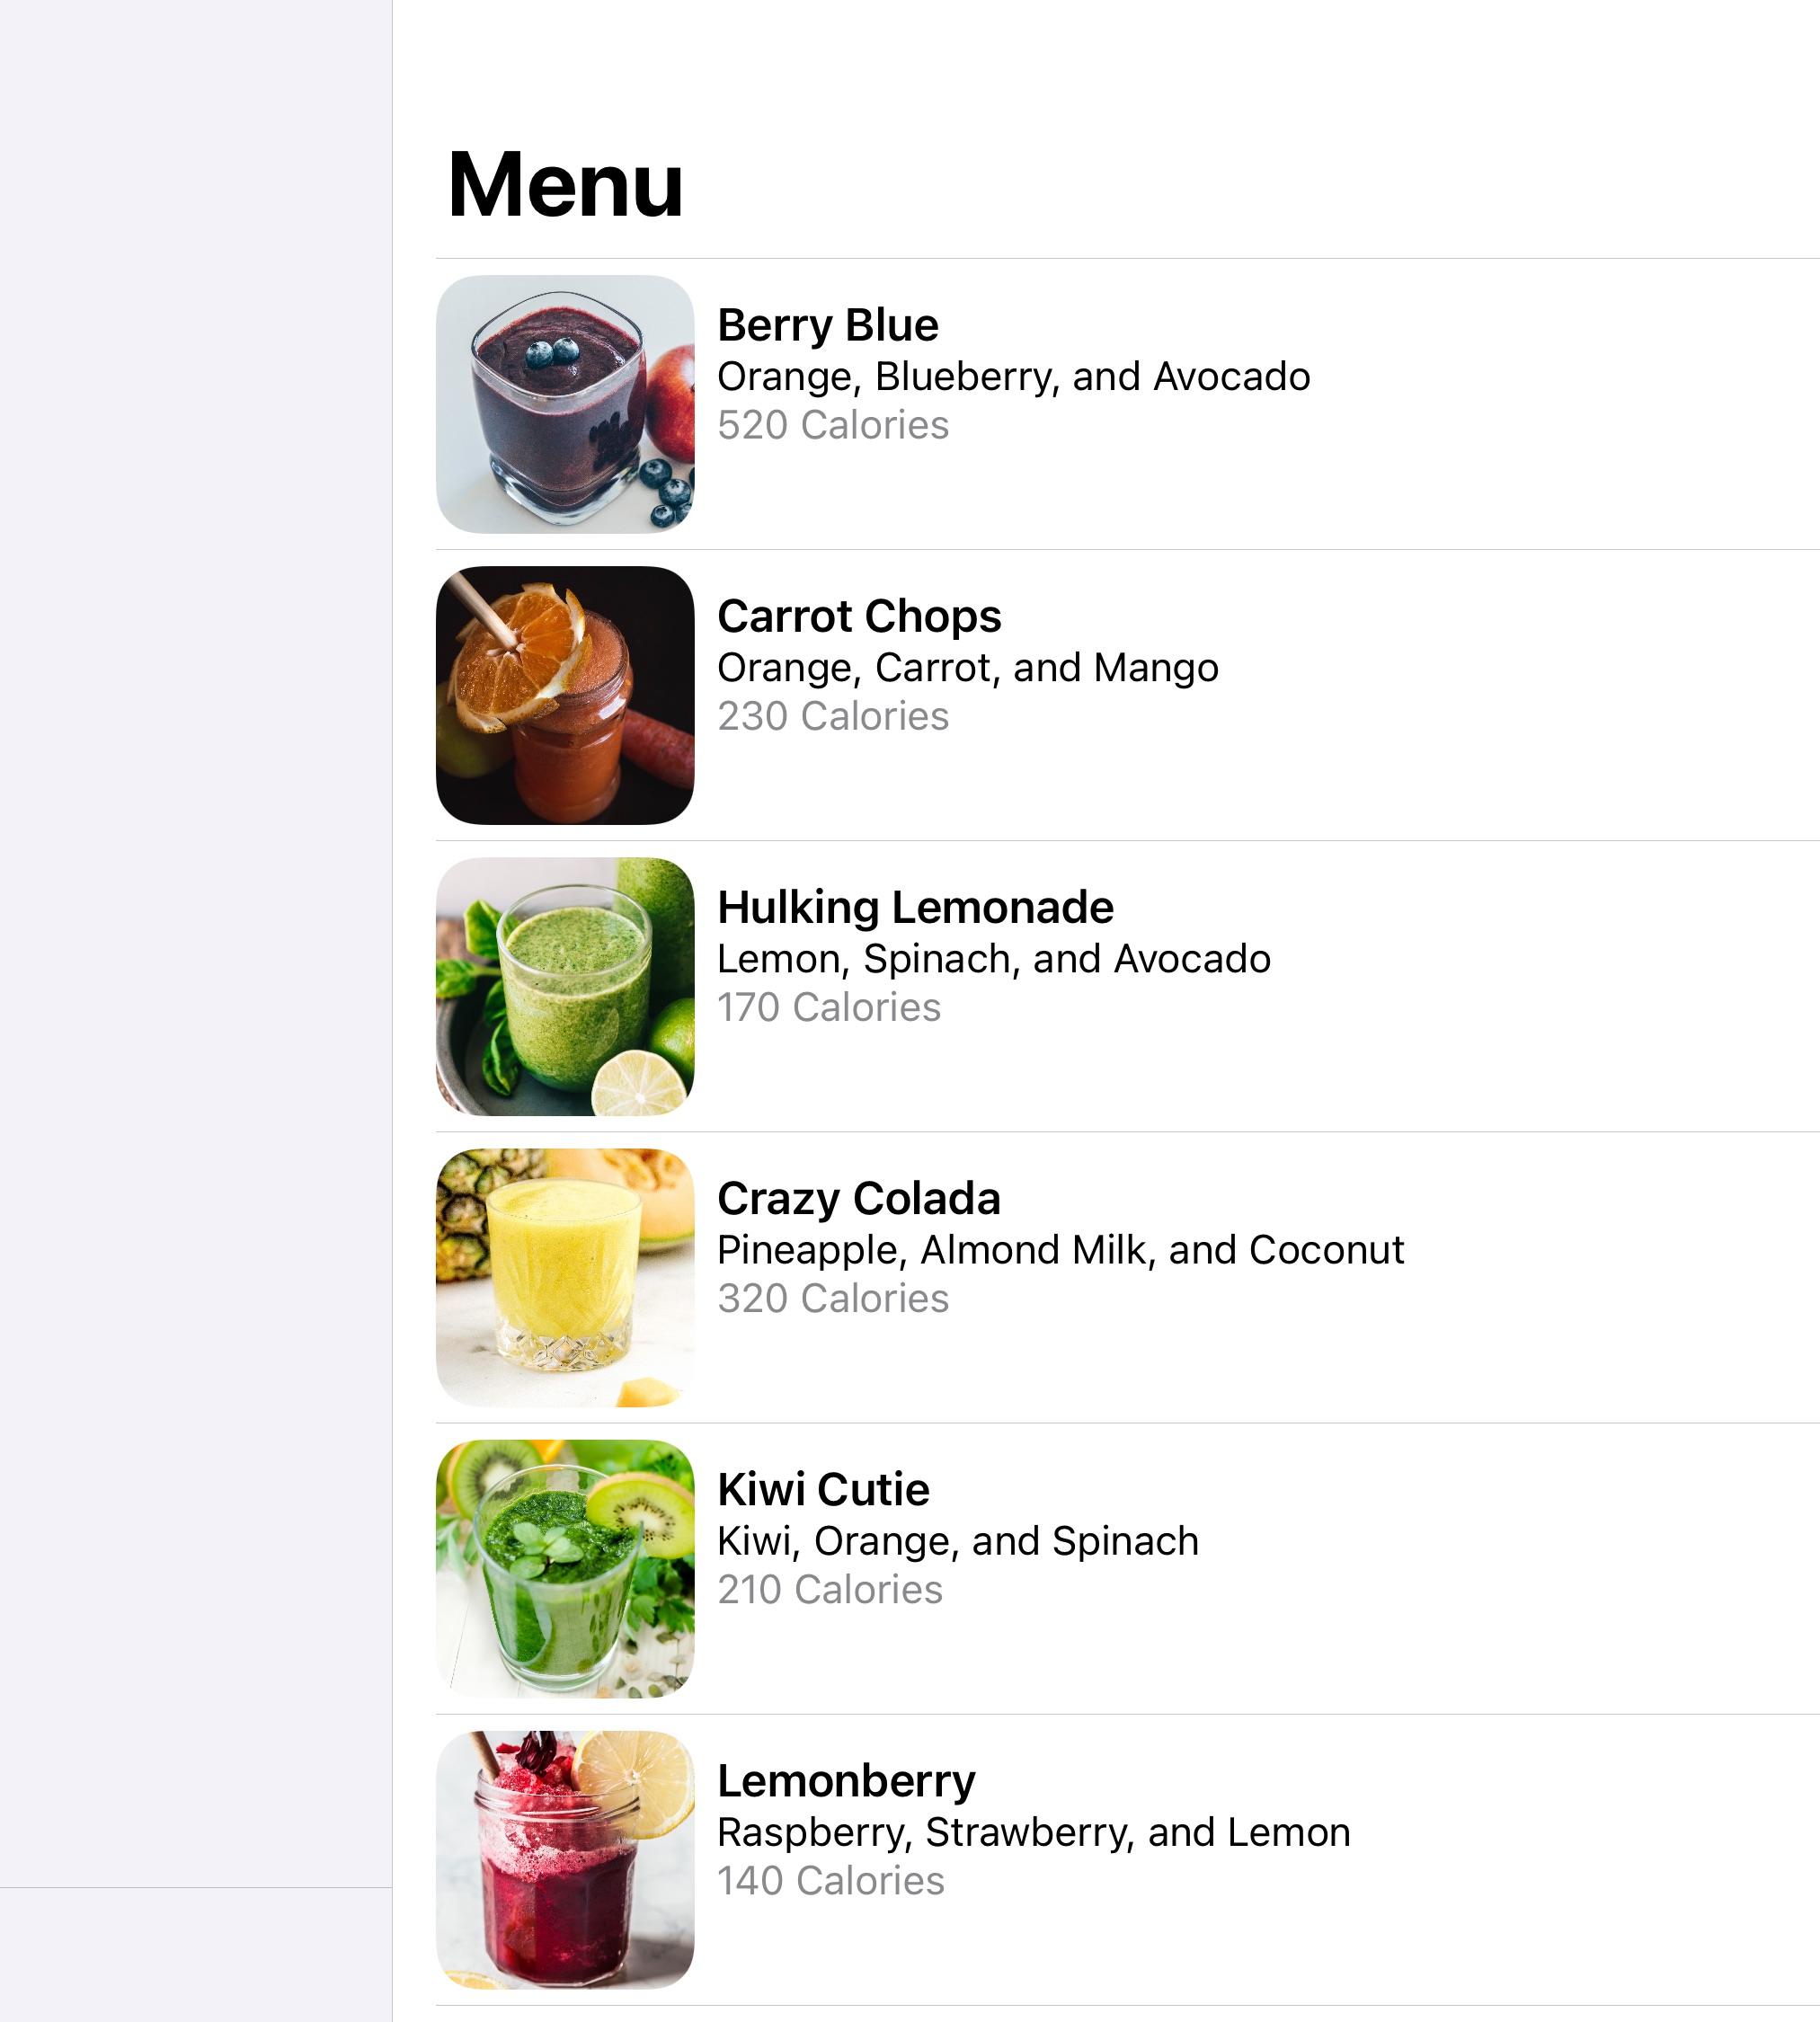 Menu
Berry Blue
Orange, Blueberry, and Avocado
520 Calories
Carrot Chops
Orange, Carrot, and Mango
230 Calories
Hulking Lemonade
Lemon, Spinach, and Avocado
170 Calories
Crazy Colada
Pineapple, Almond Milk, and Coconut
320 Calories
Kiwi Cutie
Kiwi, Orange, and Spinach
210 Calories
Lemonberry
Raspberry, Strawberry, and Lemon
140 Calories